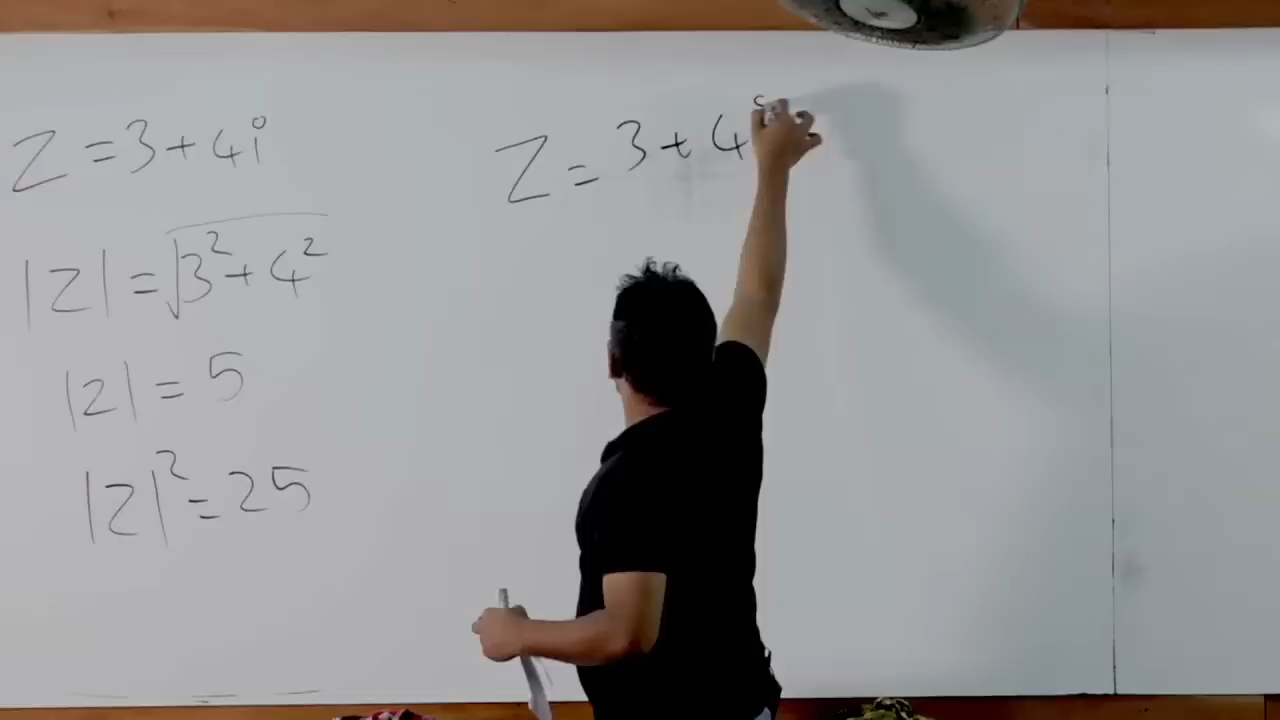 Z = 3 + 4i
|z| = √3² + 4²
|z| = 5
|z|² = 25
Z = 3 + 4